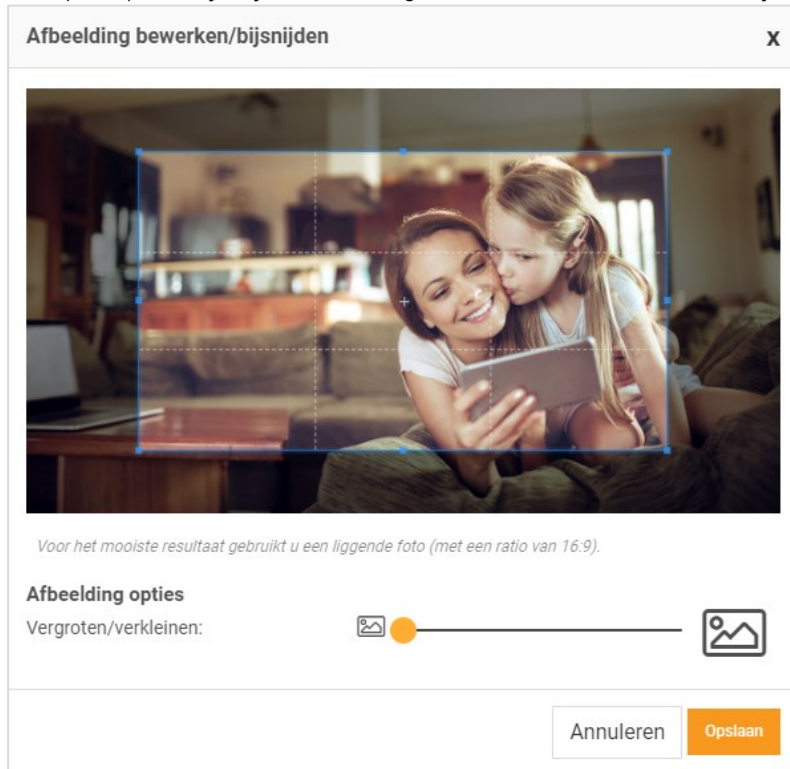 Afbeelding bewerken/bijsnijden
X
Voor het mooiste resultaat gebruikt u een liggende foto (met een ratio van 16:9).
Afbeelding opties
Vergroten/verkleinen:
Annuleren
Opslaan